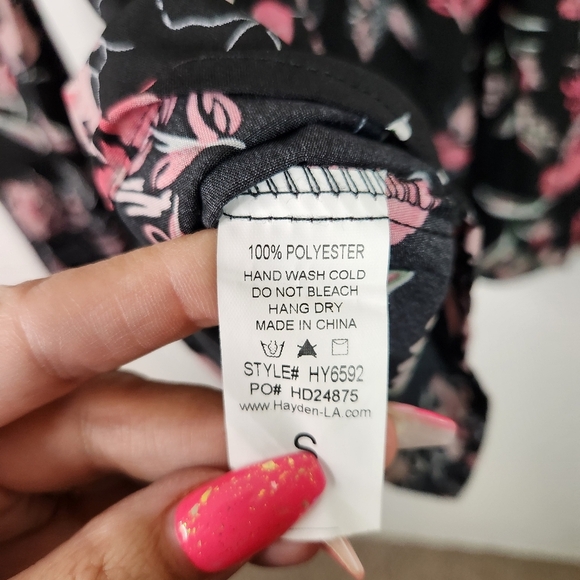 100% POLYESTER
HAND WASH COLD
DO NOT BLEACH
HANG DRY
MADE IN CHINA
STYLE# HY6592
PO# HD24875
www.Hayden-LA.com
S